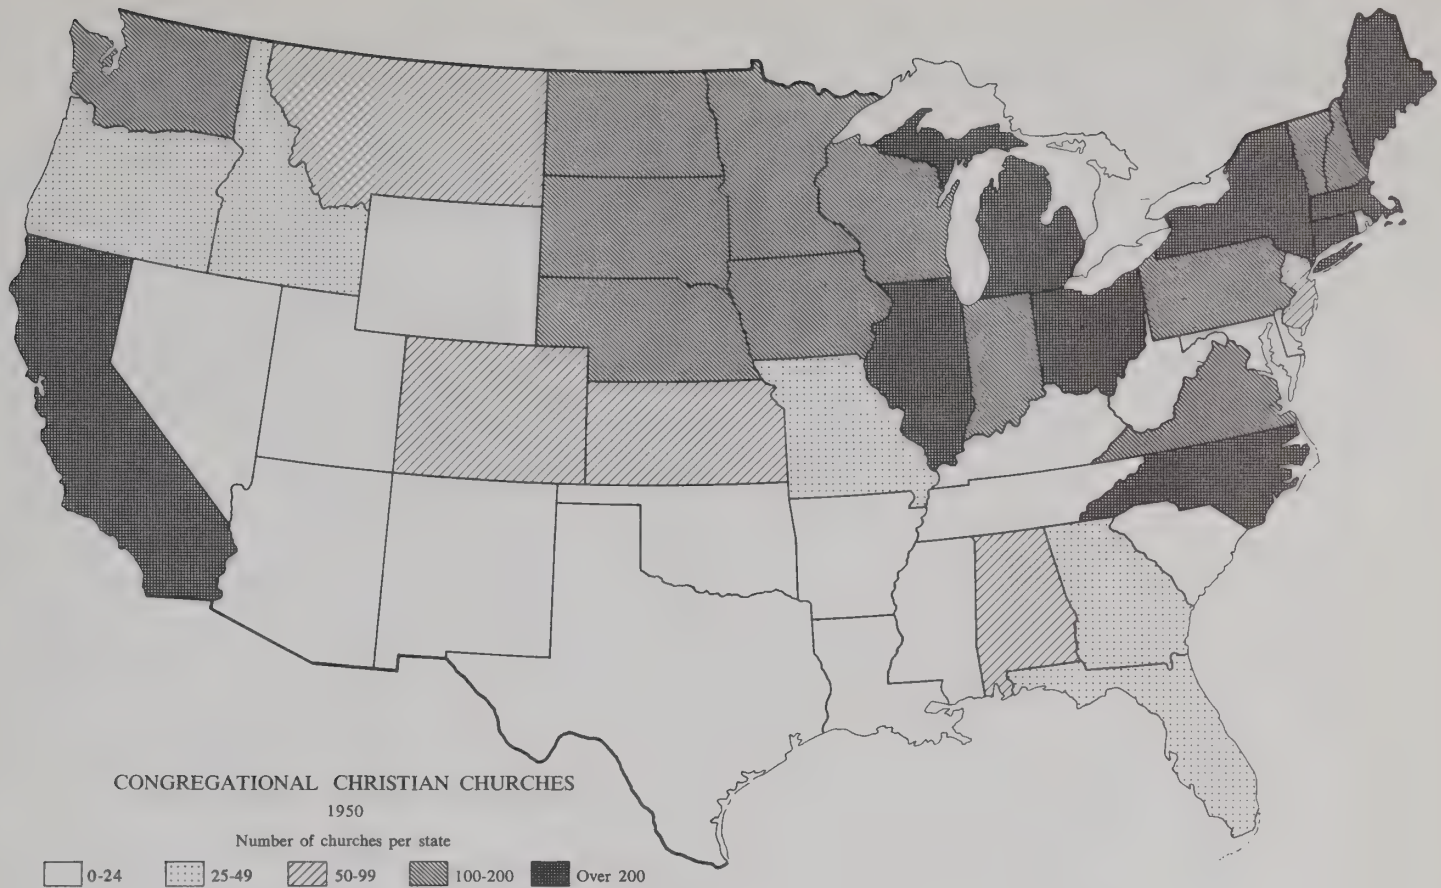 CONGREGATIONAL CHRISTIAN CHURCHES
1950
Number of churches per state
0-24 25-49 50-99 100-200 Over 200